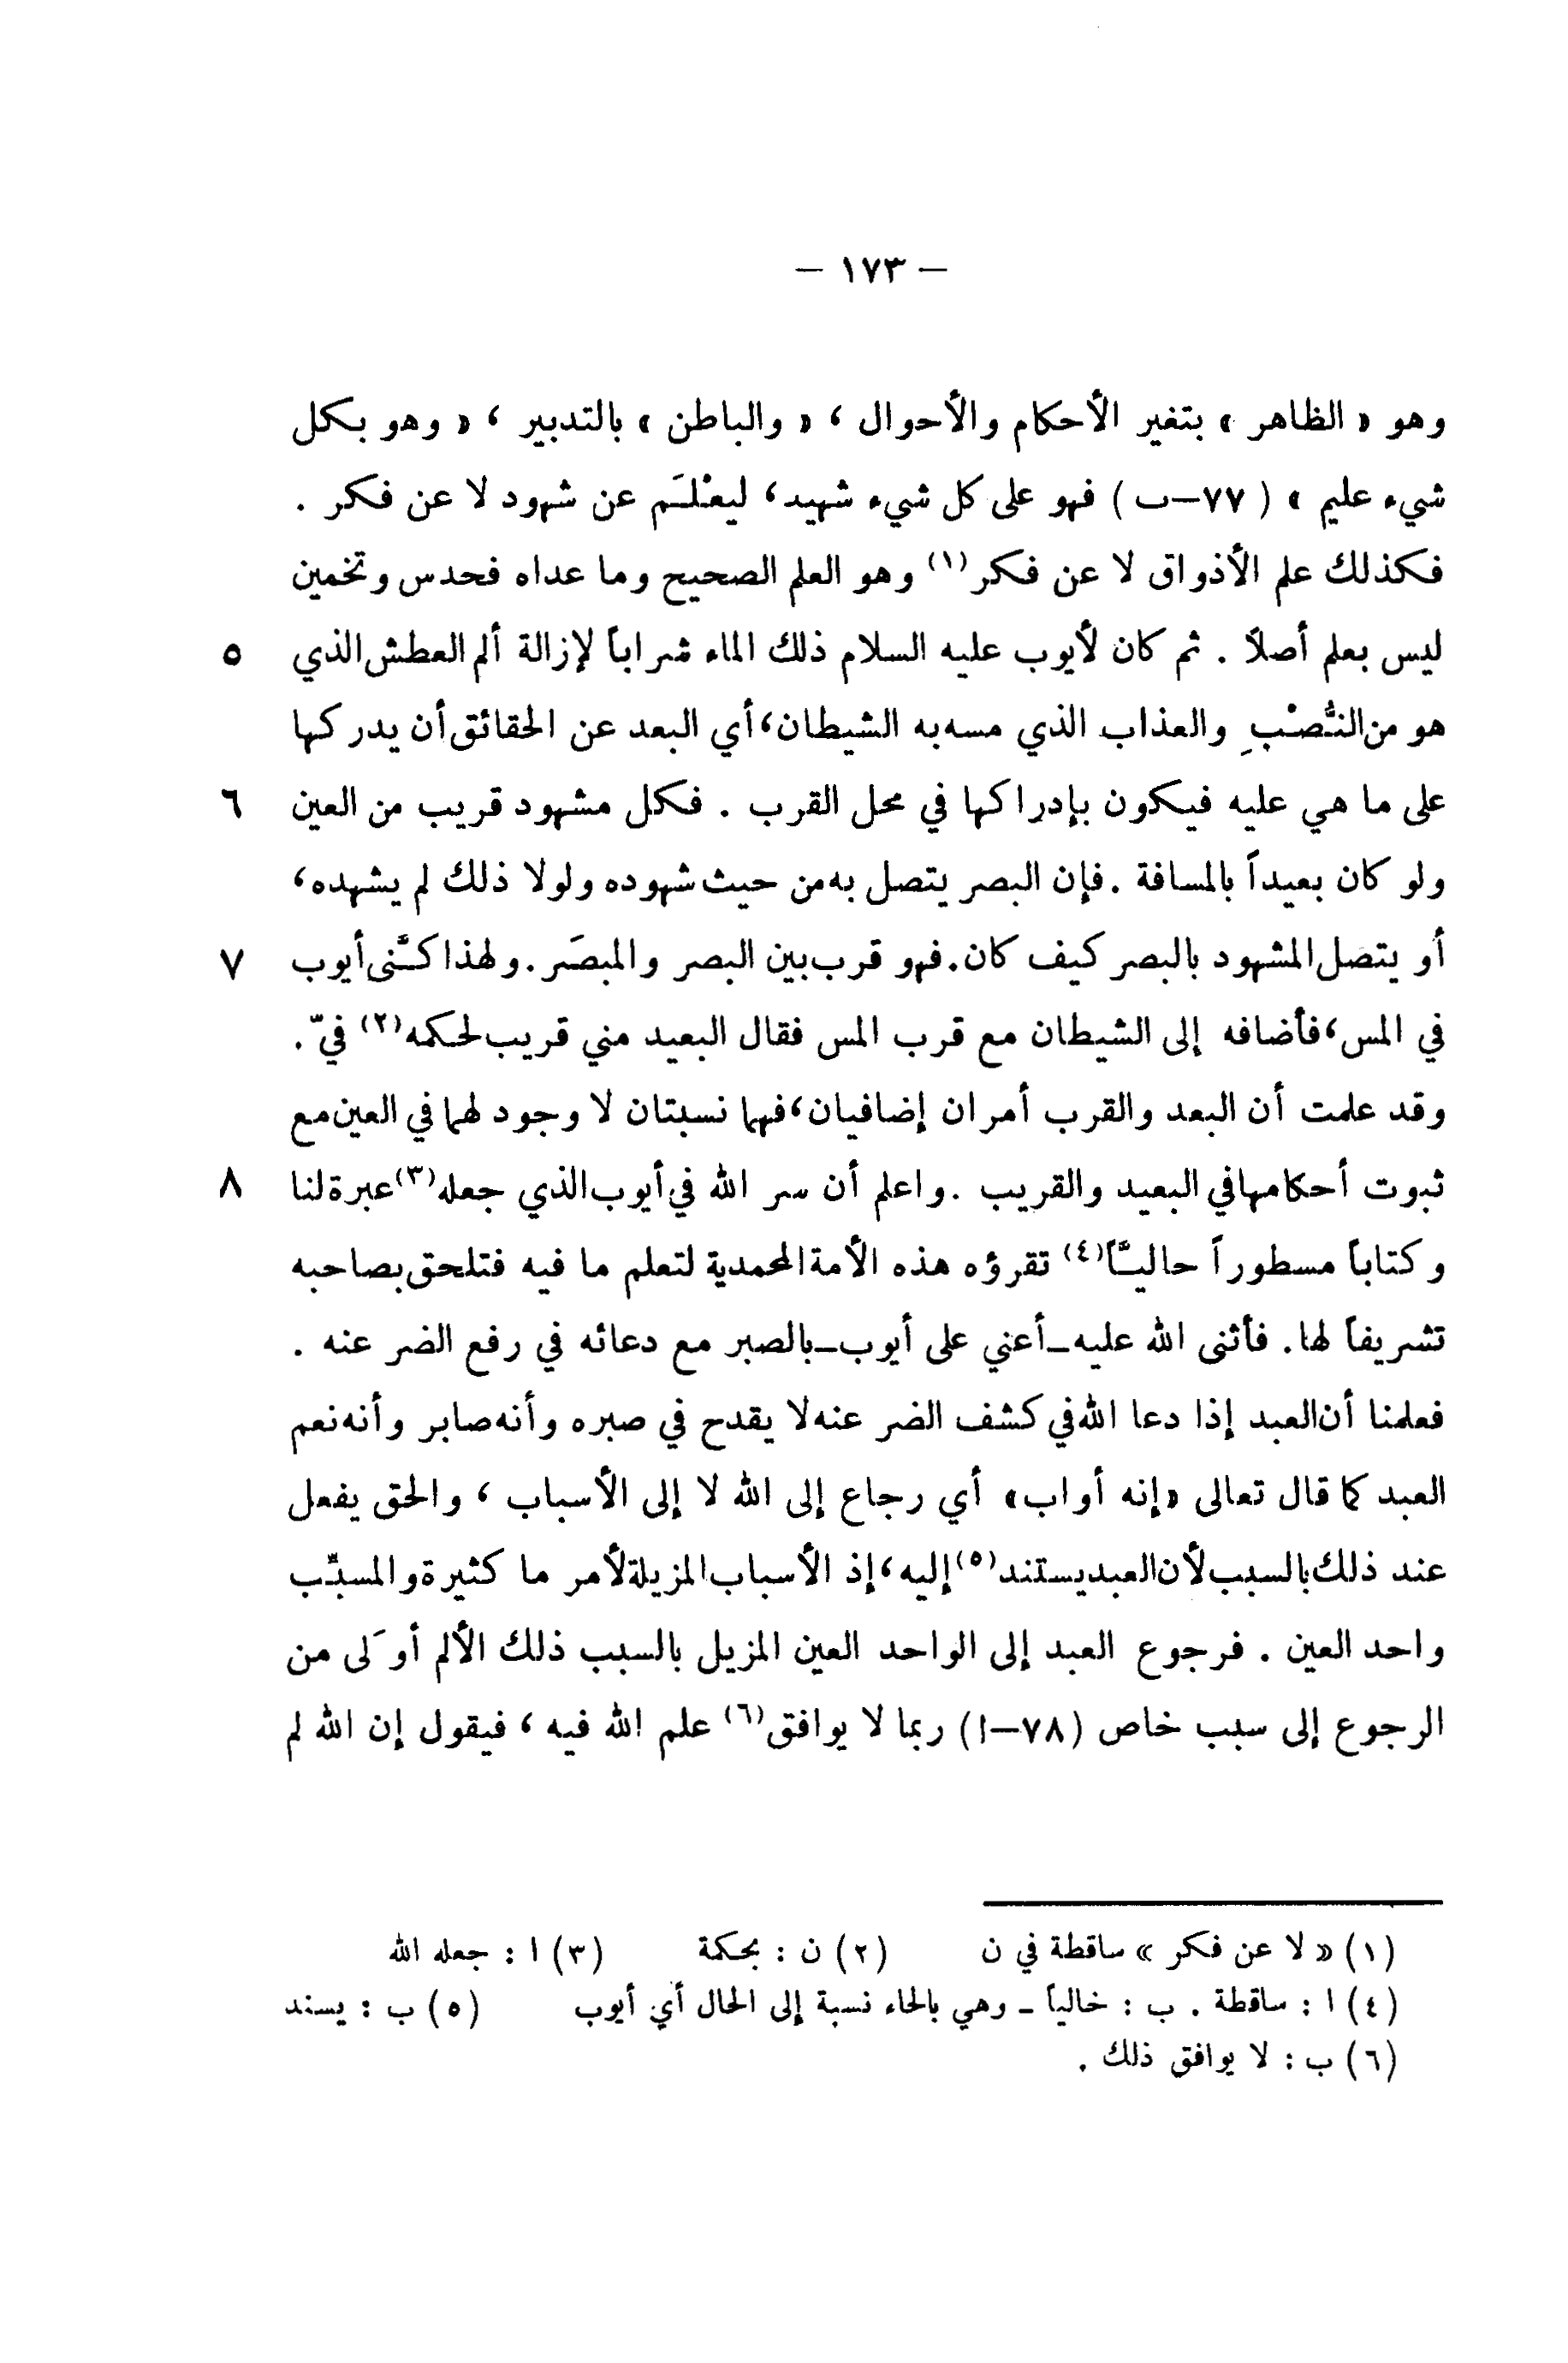 — ١٧٣ —
وهو « الظاهر » بتغير الأحكام والأحوال ، « والباطن » بالتدبير ، « وهو بكل
شيء عليم » ( ٧٧—ب ) فهو على كل شيء شهيد، ليعْلَم عن شهود لا عن فكر .
فكذلك علم الأذواق لا عن فكر(١) وهو العلم الصحيح وما عداه فحدس وتخمين
ليس بعلم أصلاً . ثم كان لأيوب عليه السلام ذلك الماء شراباً لإزالة ألم العطش الذي ٥
هو من النُّصْبِ والعذاب الذي مسه به الشيطان، أي البعد عن الحقائق أن يدركها
على ما هي عليه فيكون بإدراكها في محل القرب . فكل مشهود قريب من العين ٦
ولو كان بعيداً بالمسافة . فإن البصر يتصل به من حيث شهوده ولولا ذلك لم يشهده،
أو يتصل المشهود بالبصر كيف كان. فهو قرب بين البصر والمبصَر. ولهذا كنَّى أيوب ٧
في المس، فأضافه إلى الشيطان مع قرب المس فقال البعيد مني قريب لحكمه(٢) فيّ.
وقد علمت أن البعد والقرب أمران إضافيان، فهما نسبتان لا وجود لهما في العين مع
ثبوت أحكامهما في البعيد والقريب . واعلم أن سر الله في أيوب الذي جعله(٣) عبرة لنا ٨
وكتاباً مسطوراً حاليًّا(٤) تقرؤه هذه الأمة المحمدية لتعلم ما فيه فتلحق بصاحبه
تشريفاً لها. فأثنى الله عليه—أعني على أيوب—بالصبر مع دعائه في رفع الضر عنه .
فعلمنا أن العبد إذا دعا الله في كشف الضر عنه لا يقدح في صبره وأنه صابر وأنه نعم
العبد كما قال تعالى «إنه أواب» أي رجاع إلى الله لا إلى الأسباب ، والحق يفعل
عند ذلك بالسبب لأن العبد يستند(٥) إليه، إذ الأسباب المزيلة لأمر ما كثيرة والمسبِّب
واحد العين . فرجوع العبد إلى الواحد العين المزيل بالسبب ذلك الألم أوْلى من
الرجوع إلى سبب خاص (٧٨—ا) ربما لا يوافق(٦) علم الله فيه ، فيقول إن الله لم
(١) « لا عن فكر » ساقطة في ن (٢) ن : بحكمة (٣) ا : جعله الله
(٤) ا : ساقطة . ب : خالياً - وهي بالحاء نسبة إلى الحال أي أيوب (٥) ب : يسند
(٦) ب : لا يوافق ذلك .